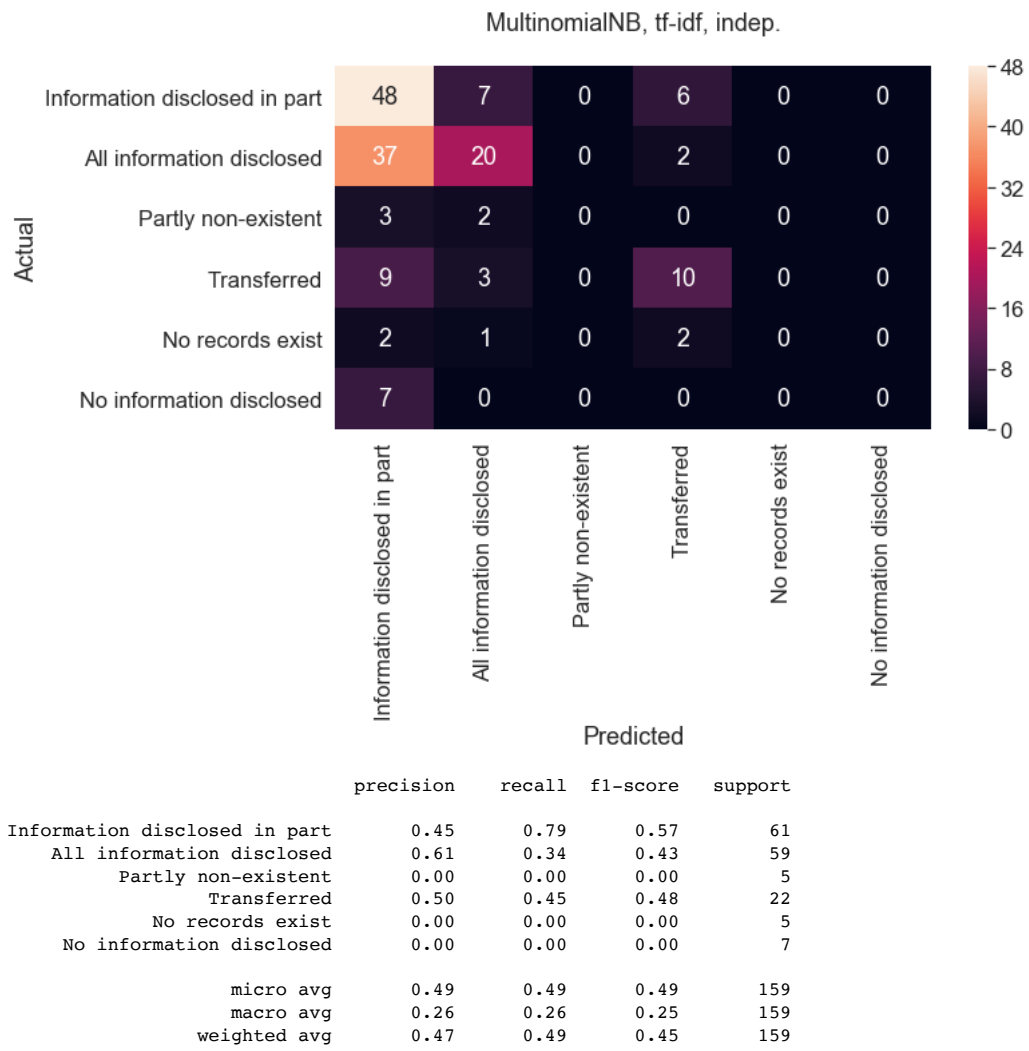 MultinomialNB, tf-idf, indep.
Actual
Information disclosed in part 48 7 0 6 0 0
All information disclosed 37 20 0 2 0 0
Partly non-existent 3 2 0 0 0 0
Transferred 9 3 0 10 0 0
No records exist 2 1 0 2 0 0
No information disclosed 7 0 0 0 0 0
48
40
32
24
16
8
0
Information disclosed in part
All information disclosed
Partly non-existent
Transferred
No records exist
No information disclosed
Predicted
precision recall f1-score support
Information disclosed in part 0.45 0.79 0.57 61
All information disclosed 0.61 0.34 0.43 59
Partly non-existent 0.00 0.00 0.00 5
Transferred 0.50 0.45 0.48 22
No records exist 0.00 0.00 0.00 5
No information disclosed 0.00 0.00 0.00 7
micro avg 0.49 0.49 0.49 159
macro avg 0.26 0.26 0.25 159
weighted avg 0.47 0.49 0.45 159